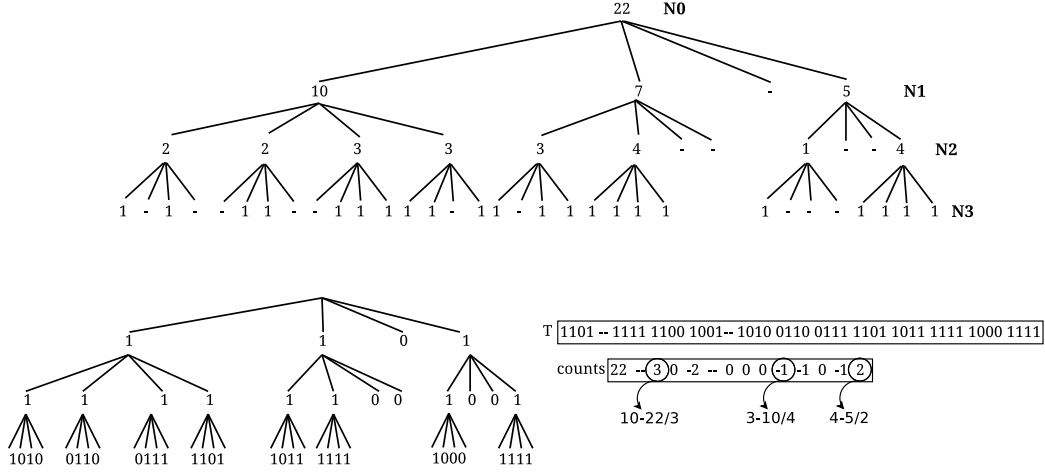 22 N0
10 7 - 5 N1
2 2 3 3 3 4 - - 1 - - 4 N2
1 - 1 - - 1 1 - - 1 1 1 1 1 - 1 1 - 1 1 1 1 1 1 1 - - - 1 1 1 1 N3
1 1 0 1
1 1 1 1 1 1 0 0 1 0 0 1
1010 0110 0111 1101 1011 1111 1000 1111
T 1101 -- 1111 1100 1001-- 1010 0110 0111 1101 1011 1111 1000 1111
counts 22 -- 3 0 -2 -- 0 0 0 -1 -1 0 -1 2
10-22/3 3-10/4 4-5/2